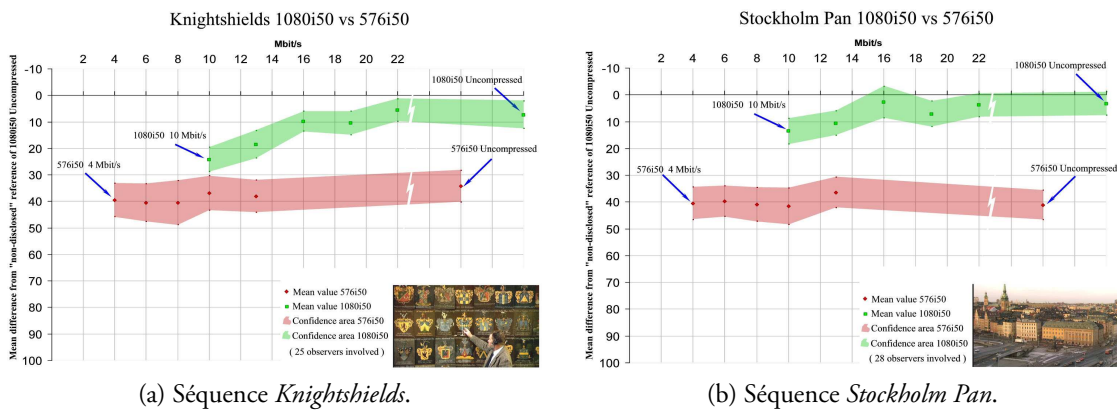 Knightshields 1080i50 vs 576i50
Mbit/s
2 4 6 8 10 12 14 16 18 20 22
Mean difference from "non-disclosed" reference of 1080i50 Uncompressed
-10
0
10
20
30
40
50
60
70
80
90
100
1080i50 Uncompressed
1080i50 10 Mbit/s
576i50 4 Mbit/s
576i50 Uncompressed
Mean value 576i50
Mean value 1080i50
Confidence area 576i50
Confidence area 1080i50
( 25 observers involved )
(a) Séquence Knightshields.
Stockholm Pan 1080i50 vs 576i50
Mbit/s
2 4 6 8 10 12 14 16 18 20 22
Mean difference from "non-disclosed" reference of 1080i50 Uncompressed
-10
0
10
20
30
40
50
60
70
80
90
100
1080i50 Uncompressed
1080i50 10 Mbit/s
576i50 4 Mbit/s
576i50 Uncompressed
Mean value 576i50
Mean value 1080i50
Confidence area 576i50
Confidence area 1080i50
( 28 observers involved )
(b) Séquence Stockholm Pan.